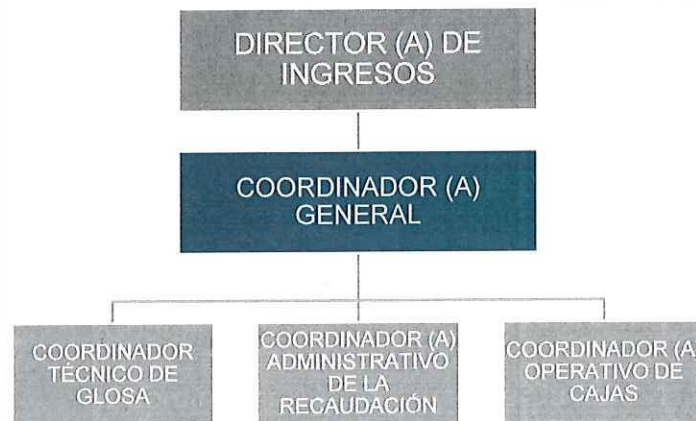 DIRECTOR (A) DE
INGRESOS
COORDINADOR (A)
GENERAL
COORDINADOR
TÉCNICO DE
GLOSA
COORDINADOR (A)
ADMINISTRATIVO
DE LA
RECAUDACIÓN
COORDINADOR (A)
OPERATIVO DE
CAJAS